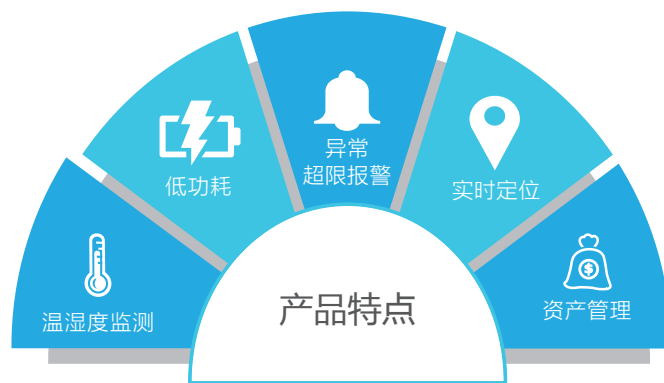 温湿度监测
低功耗
异常
超限报警
实时定位
资产管理
产品特点